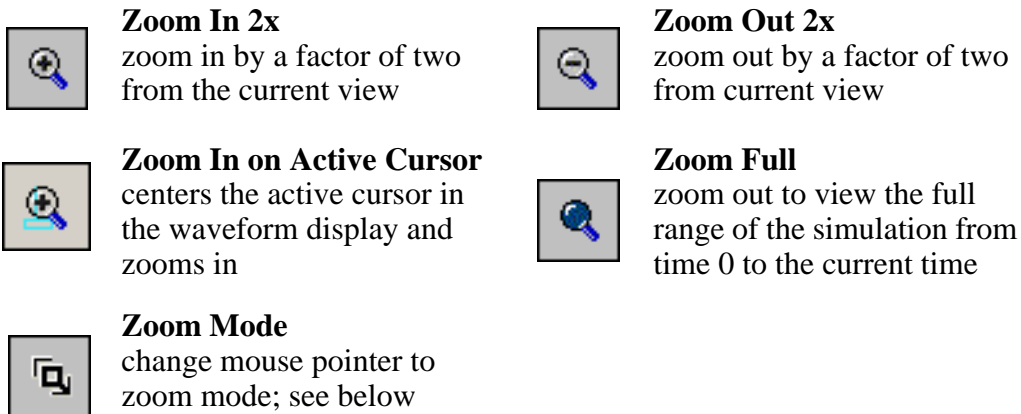 Zoom In 2x
zoom in by a factor of two
from the current view
Zoom Out 2x
zoom out by a factor of two
from current view
Zoom In on Active Cursor
centers the active cursor in
the waveform display and
zooms in
Zoom Full
zoom out to view the full
range of the simulation from
time 0 to the current time
Zoom Mode
change mouse pointer to
zoom mode; see below